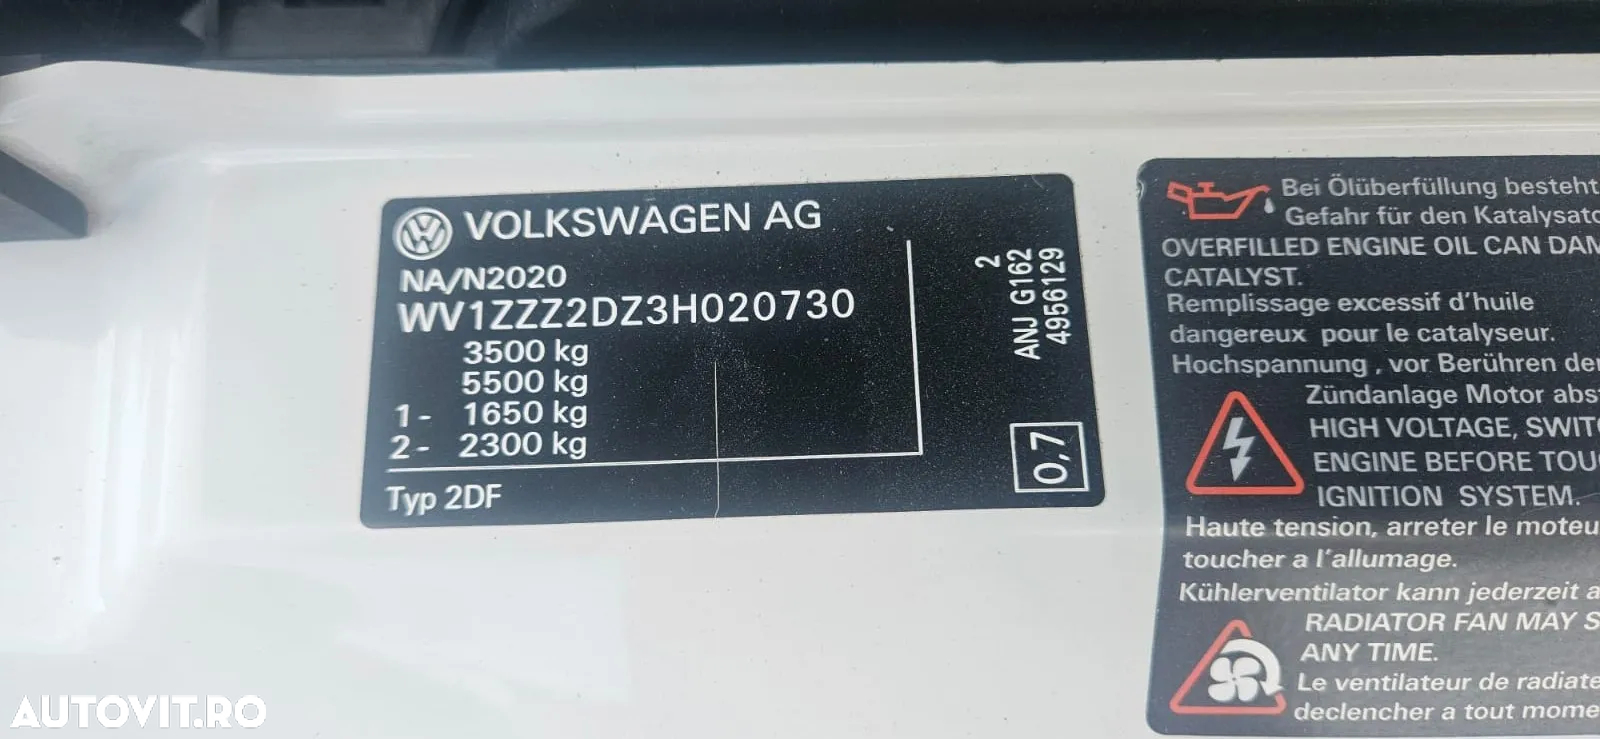 VOLKSWAGEN AG
NA/N2020
WV1ZZZ2DZ3H020730
3500 kg
5500 kg
1- 1650 kg
2- 2300 kg
Typ 2DF
2
ANJ G162
4956129
0,7
Bei Ölüberfüllung besteht
Gefahr für den Katalysato
OVERFILLED ENGINE OIL CAN DAM
CATALYST.
Remplissage excessif d'huile
dangereux pour le catalyseur.
Hochspannung, vor Berühren de
Zündanlage Motor abs
HIGH VOLTAGE, SWIT
ENGINE BEFORE TOU
IGNITION SYSTEM.
Haute tension, arreter le moteu
toucher a l'allumage.
Kühlerventilator kann jederzeit a
RADIATOR FAN MAY S
ANY TIME.
Le ventilateur de radiate
declencher a tout mome
AUTOVIT.RO